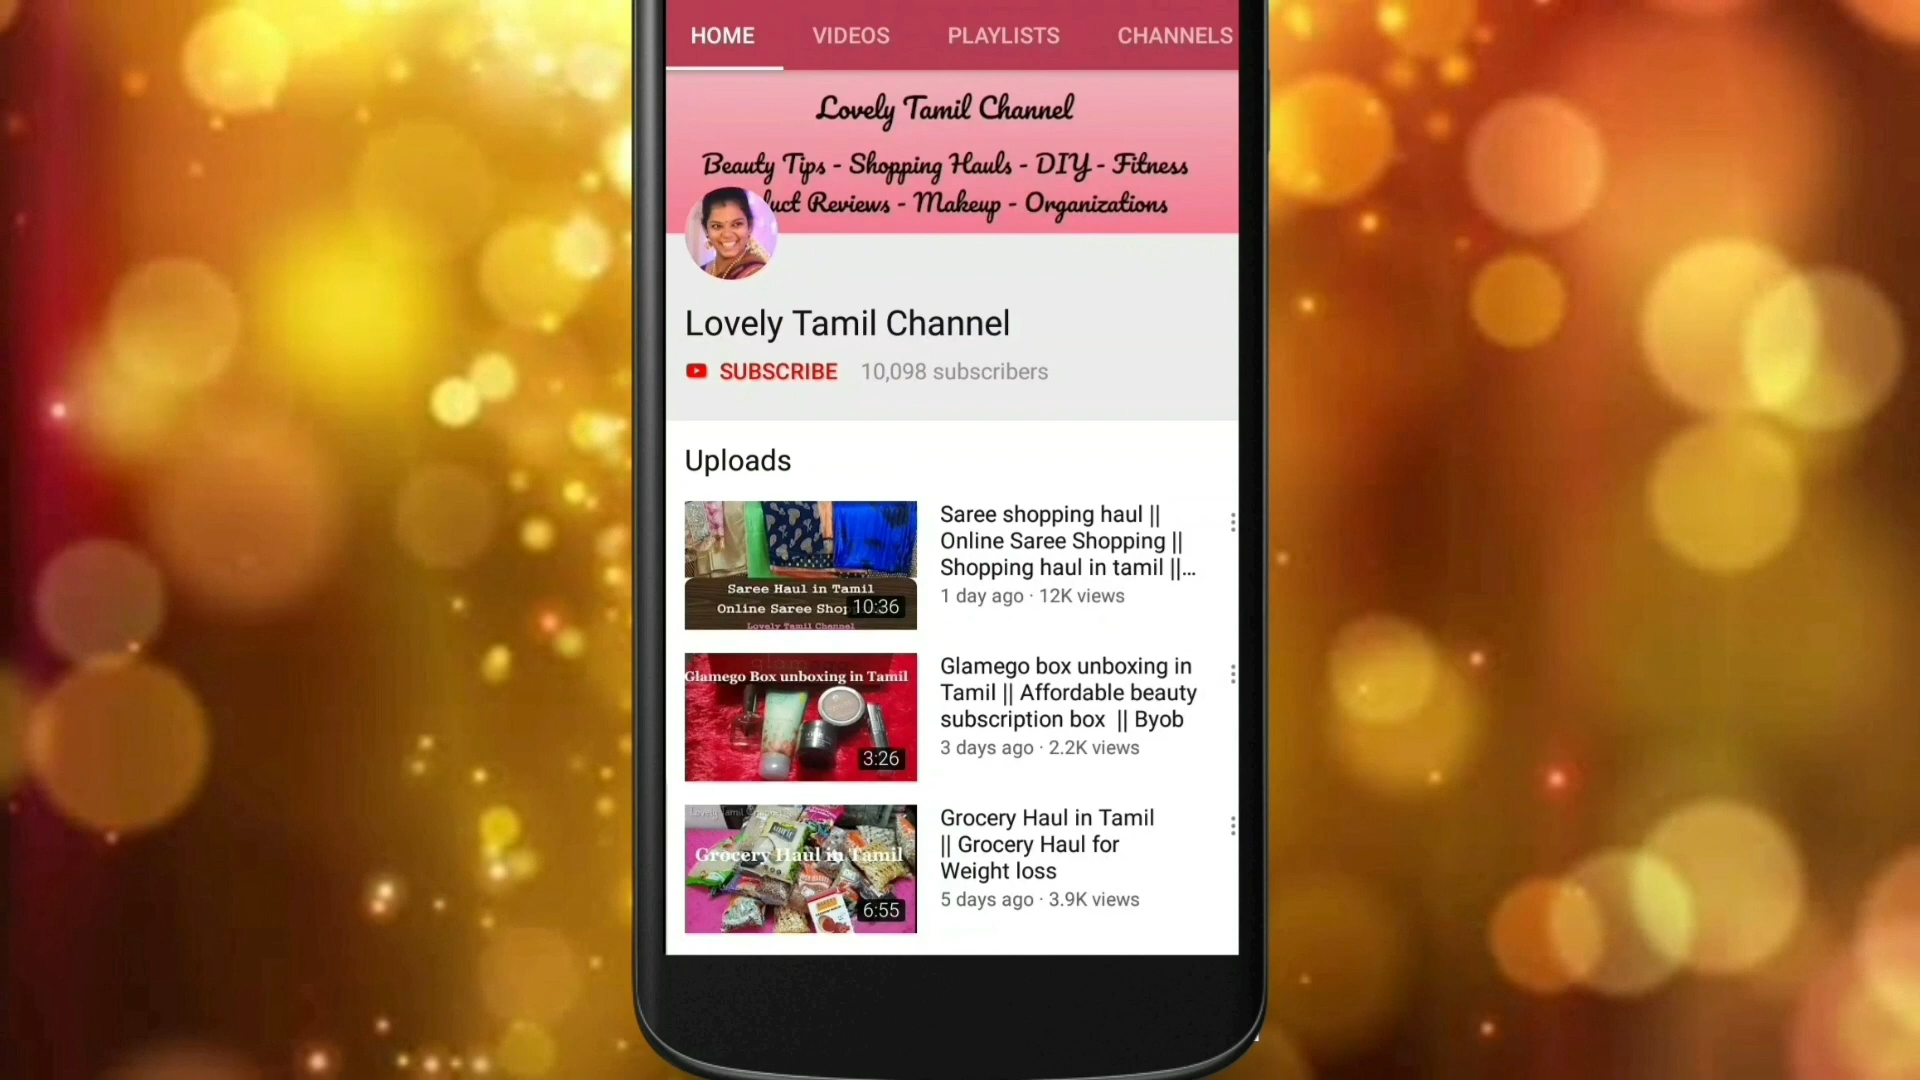 HOME VIDEOS PLAYLISTS CHANNELS
Lovely Tamil Channel
Beauty Tips - Shopping Hauls - DIY - Fitness
Reviews - Makeup - Organizations
Lovely Tamil Channel
SUBSCRIBE 10,098 subscribers
Uploads
Saree Haul in Tamil
Online Saree Shop
10:36
Lovely Tamil Channel
Saree shopping haul ||
Online Saree Shopping ||
Shopping haul in tamil ||...
1 day ago · 12K views
glam
Glamego Box unboxing in Tamil
3:26
Glamego box unboxing in
Tamil || Affordable beauty
subscription box || Byob
3 days ago · 2.2K views
Grocery Haul in Tamil
6:55
Grocery Haul in Tamil
|| Grocery Haul for
Weight loss
5 days ago · 3.9K views